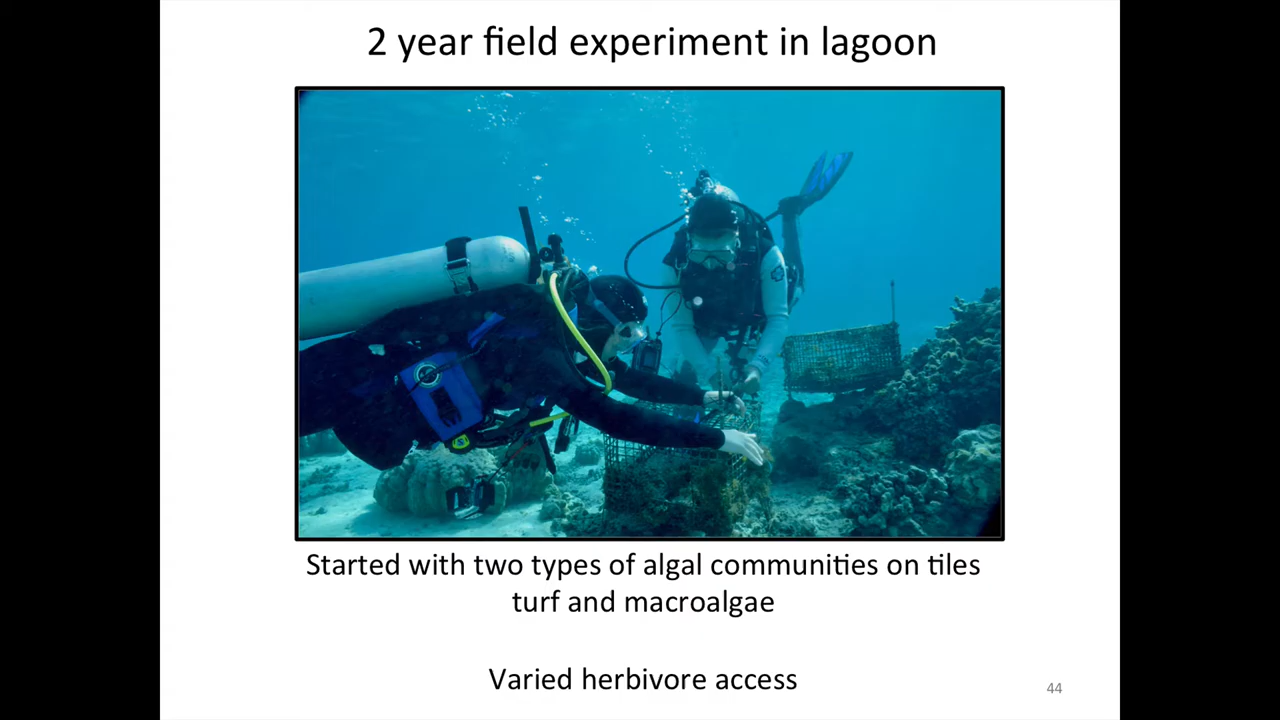 2 year field experiment in lagoon
Started with two types of algal communities on tiles
turf and macroalgae
Varied herbivore access
44